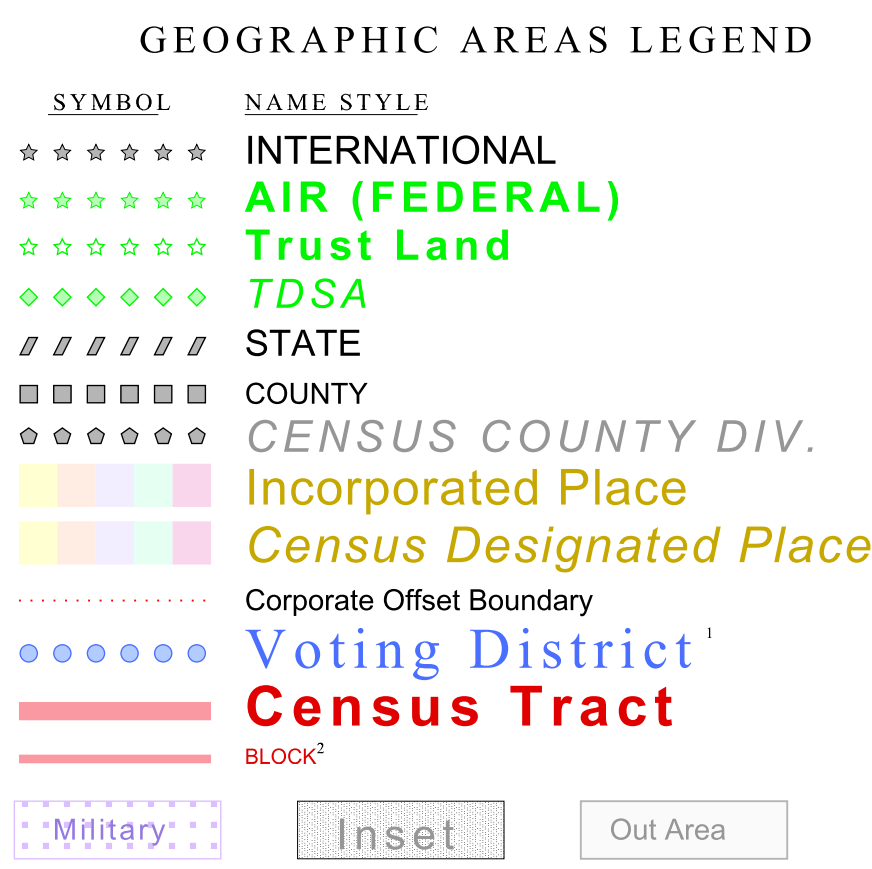 GEOGRAPHIC AREAS LEGEND
SYMBOL NAME STYLE
INTERNATIONAL
AIR (FEDERAL)
Trust Land
TDSA
STATE
COUNTY
CENSUS COUNTY DIV.
Incorporated Place
Census Designated Place
Corporate Offset Boundary
Voting District 1
Census Tract
BLOCK2
Military Inset Out Area